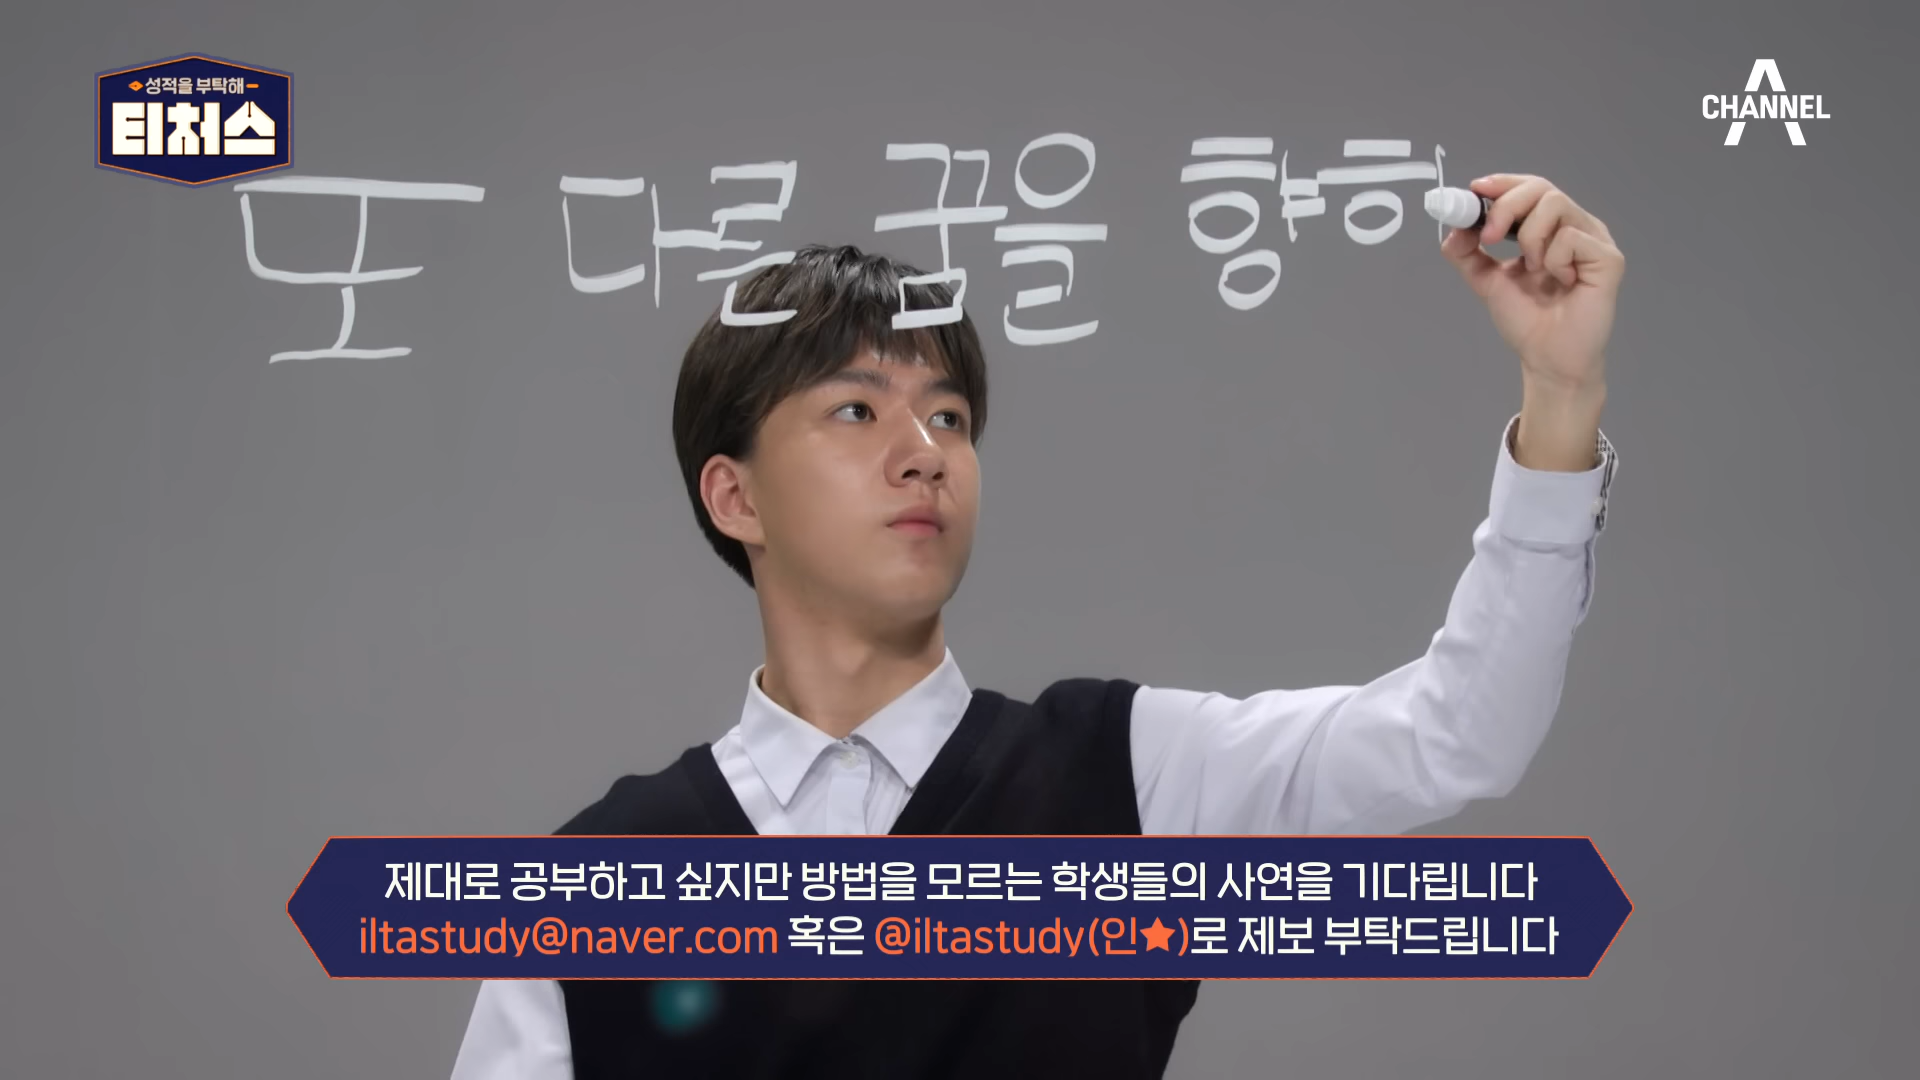 성적을 부탁해
티처스
CHANNEL A
또 다른 꿈을 향하
제대로 공부하고 싶지만 방법을 모르는 학생들의 사연을 기다립니다
iltastudy@naver.com 혹은 @iltastudy(인★)로 제보 부탁드립니다